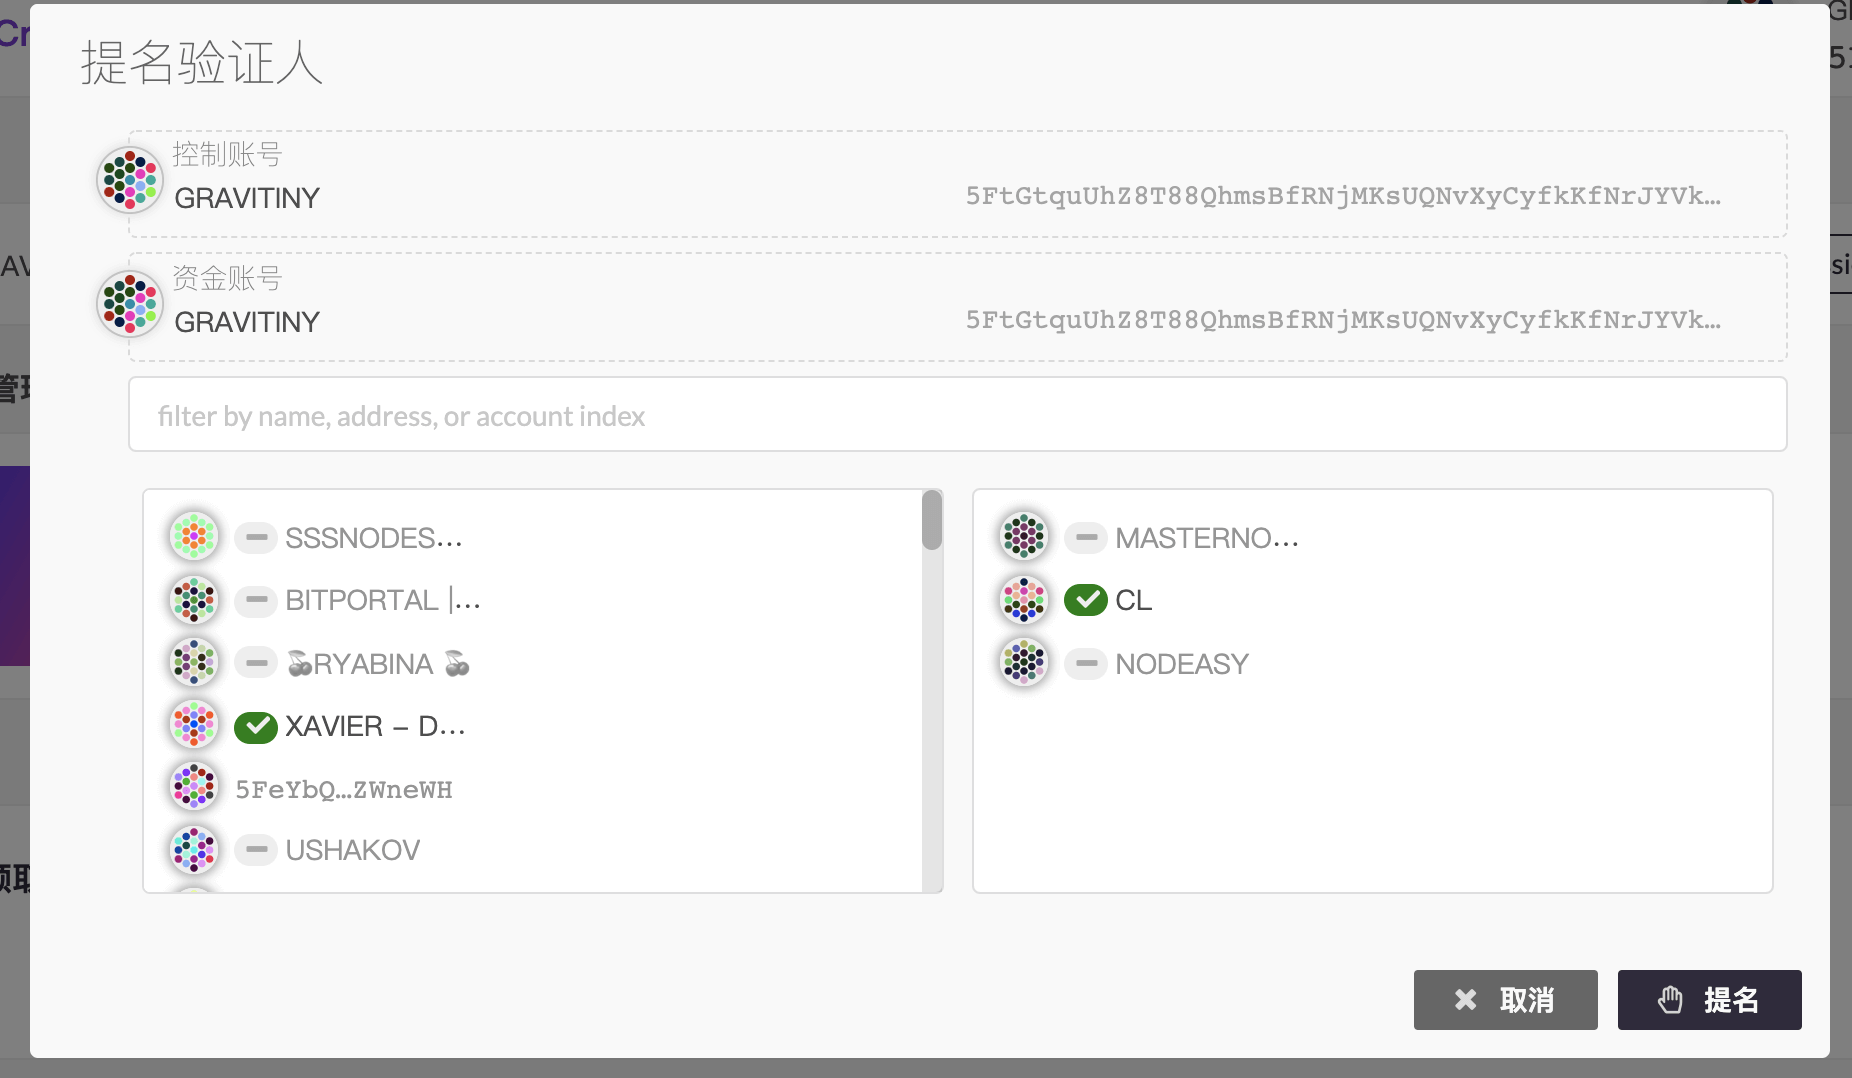 提名验证人
控制账号
GRAVITINY
5FtGtquUhZ8T88QhmsBfRNjMKsUQNvXyCyfkKfNrJYVk…
资金账号
GRAVITINY
5FtGtquUhZ8T88QhmsBfRNjMKsUQNvXyCyfkKfNrJYVk…
filter by name, address, or account index
SSSNODES…
BITPORTAL |…
🍒RYABINA 🍒
XAVIER – D…
5FeYbQ…ZWneWH
USHAKOV
MASTERNO…
CL
NODEASY
取消
提名